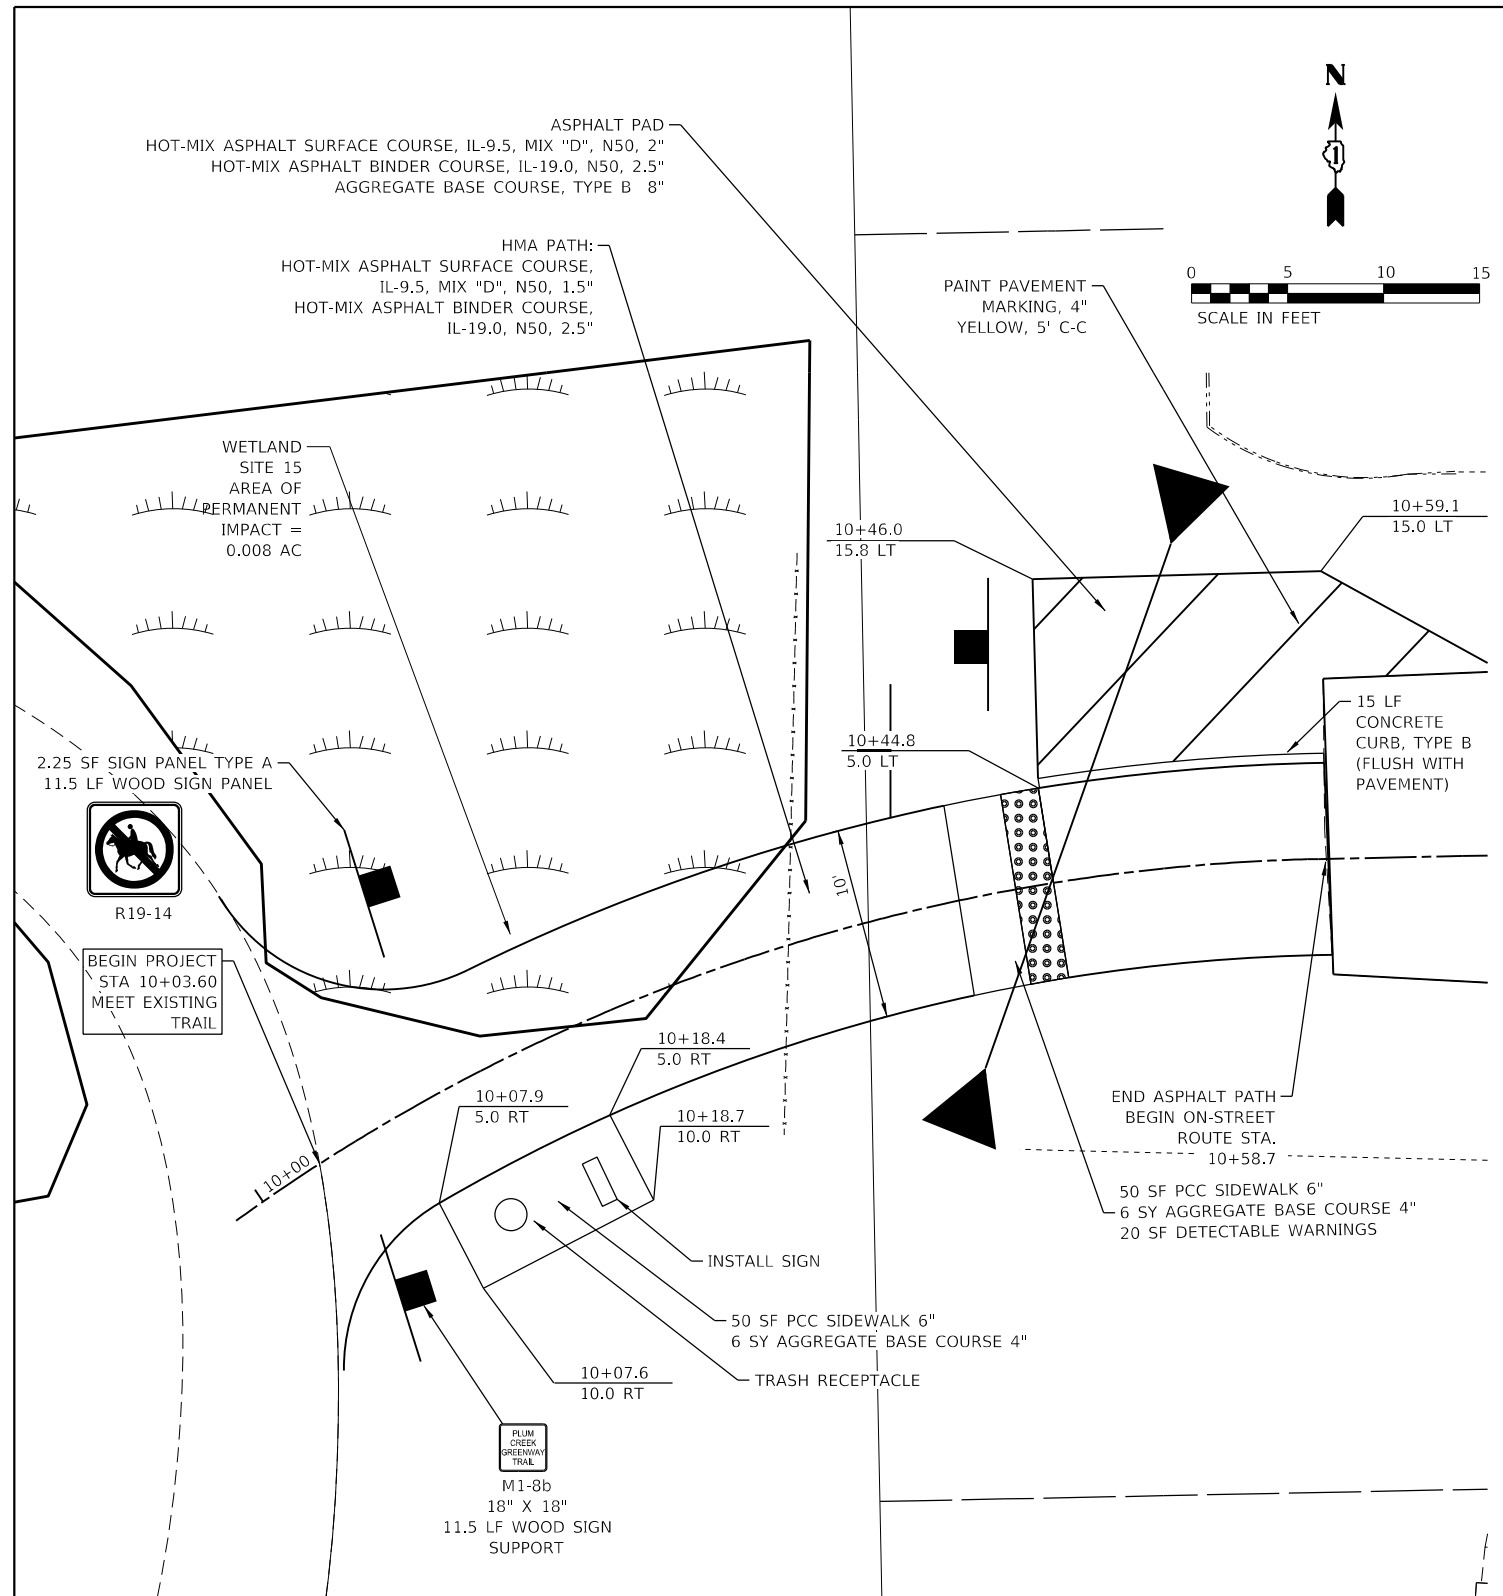 N
1
0 5 10 15
SCALE IN FEET
ASPHALT PAD
HOT-MIX ASPHALT SURFACE COURSE, IL-9.5, MIX "D", N50, 2"
HOT-MIX ASPHALT BINDER COURSE, IL-19.0, N50, 2.5"
AGGREGATE BASE COURSE, TYPE B 8"
HMA PATH:
HOT-MIX ASPHALT SURFACE COURSE,
IL-9.5, MIX "D", N50, 1.5"
HOT-MIX ASPHALT BINDER COURSE,
IL-19.0, N50, 2.5"
PAINT PAVEMENT
MARKING, 4"
YELLOW, 5' C-C
WETLAND
SITE 15
AREA OF
PERMANENT
IMPACT =
0.008 AC
10+46.0
15.8 LT
10+59.1
15.0 LT
10+44.8
5.0 LT
15 LF
CONCRETE
CURB, TYPE B
(FLUSH WITH
PAVEMENT)
2.25 SF SIGN PANEL TYPE A
11.5 LF WOOD SIGN PANEL
R19-14
10'
BEGIN PROJECT
STA 10+03.60
MEET EXISTING
TRAIL
10+18.4
5.0 RT
10+07.9
5.0 RT
10+18.7
10.0 RT
10+00
END ASPHALT PATH
BEGIN ON-STREET
ROUTE STA.
10+58.7
50 SF PCC SIDEWALK 6"
6 SY AGGREGATE BASE COURSE 4"
20 SF DETECTABLE WARNINGS
INSTALL SIGN
50 SF PCC SIDEWALK 6"
6 SY AGGREGATE BASE COURSE 4"
TRASH RECEPTACLE
10+07.6
10.0 RT
PLUM
CREEK
GREENWAY
TRAIL
M1-8b
18" X 18"
11.5 LF WOOD SIGN
SUPPORT